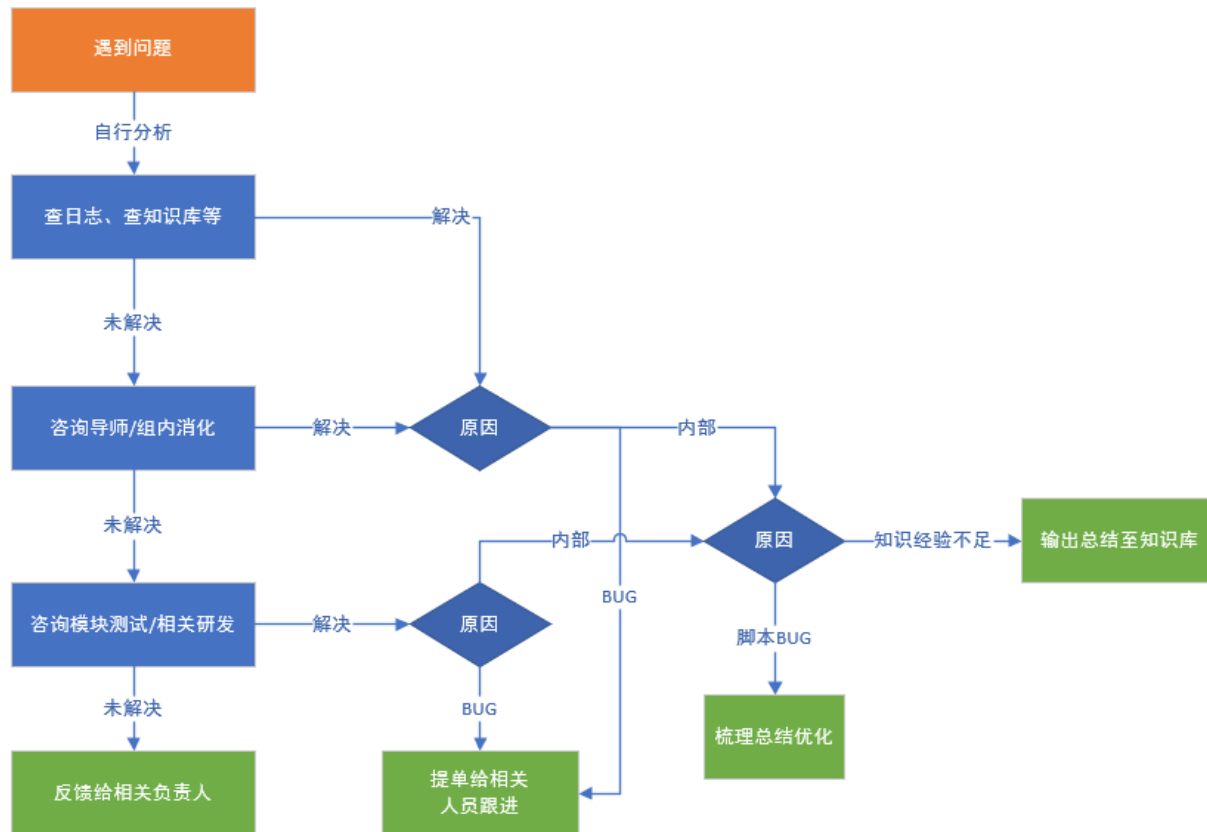 遇到问题
自行分析
查日志、查知识库等
解决
未解决
咨询导师/组内消化
解决
原因
内部
未解决
内部
原因
知识经验不足
输出总结至知识库
BUG
咨询模块测试/相关研发
解决
原因
脚本BUG
未解决
BUG
梳理总结优化
反馈给相关负责人
提单给相关
人员跟进